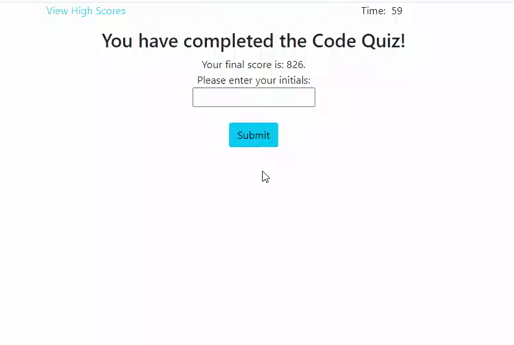 View High Scores Time: 59
You have completed the Code Quiz!
Your final score is: 826.
Please enter your initials:
Submit